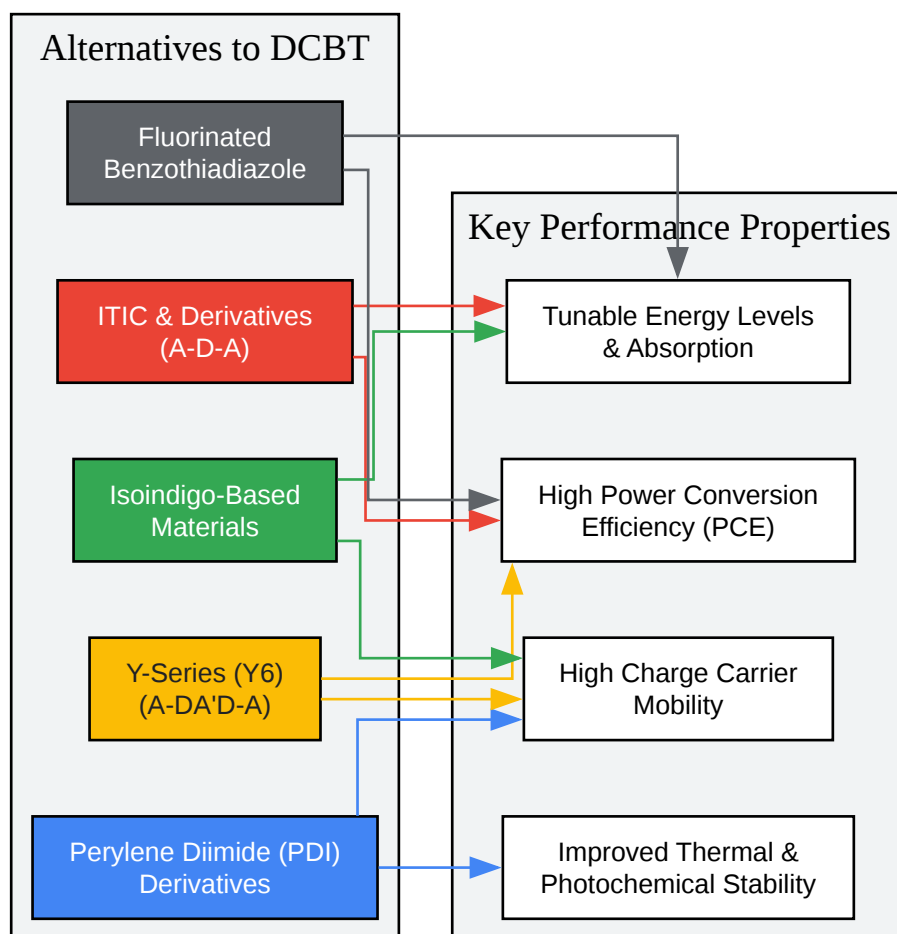 Alternatives to DCBT
Fluorinated
Benzothiadiazole
ITIC & Derivatives
(A-D-A)
Isoindigo-Based
Materials
Y-Series (Y6)
(A-DA'D-A)
Perylene Diimide (PDI)
Derivatives
Key Performance Properties
Tunable Energy Levels
& Absorption
High Power Conversion
Efficiency (PCE)
High Charge Carrier
Mobility
Improved Thermal &
Photochemical Stability